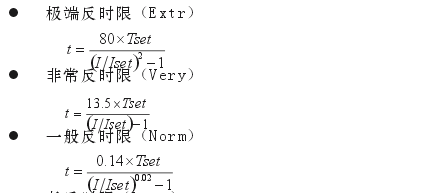 ● 极端反时限（Extr）
t = 80×Tset / (I/Iset)^2 −1
● 非常反时限（Very）
t = 13.5×Tset / (I/Iset)−1
● 一般反时限（Norm）
t = 0.14×Tset / (I/Iset)^0.02 −1